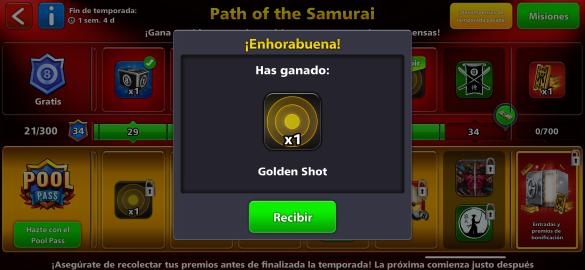 Fin de temporada:
1 sem. 4 d
Path of the Samurai
Misiones
¡Gana
ensas!
¡Enhorabuena!
Has ganado:
x1
Golden Shot
Recibir
8
Gratis
x1
x1
21/300
34
29
34
0/700
POOL
PASS
Hazte con el
Pool Pass
x1
Entradas y
premios de
bonificación
¡Asegúrate de recolectar tus premios antes de finalizar la temporada! La próxima comienza justo después